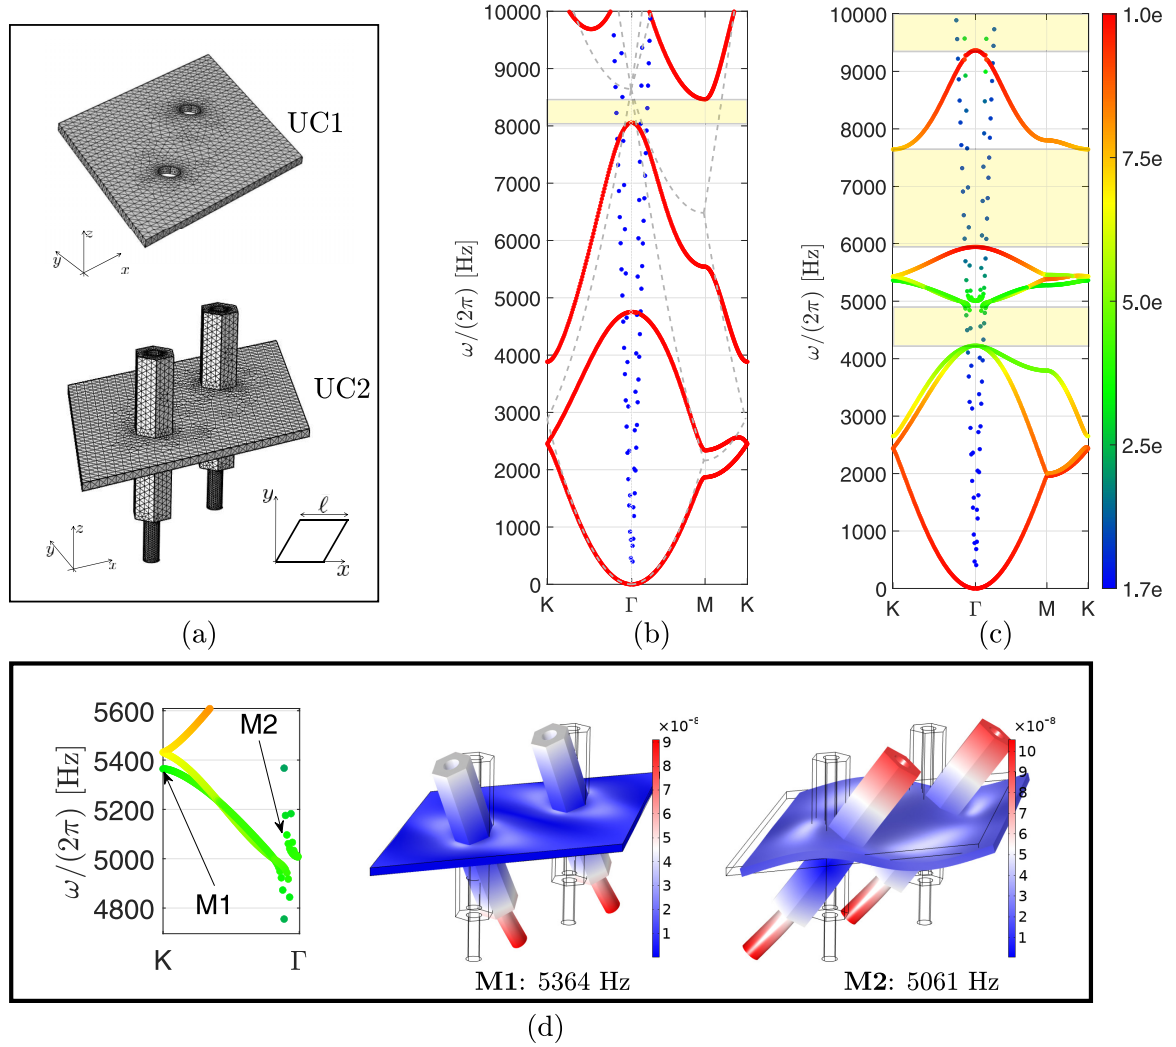 UC1
z
y
x
UC2
z
y
x
y
ℓ
x
(a)
10000
9000
8000
7000
6000
5000
4000
3000
2000
1000
0
ω/(2π) [Hz]
K Γ M K
(b)
10000
9000
8000
7000
6000
5000
4000
3000
2000
1000
0
ω/(2π) [Hz]
K Γ M K
(c)
1.0e
7.5e
5.0e
2.5e
1.7e
5600
5400
5200
5000
4800
ω/(2π) [Hz]
K Γ
M2
M1
×10⁻⁸
9
8
7
6
5
4
3
2
1
M1: 5364 Hz
×10⁻⁸
10
9
8
7
6
5
4
3
2
1
M2: 5061 Hz
(d)